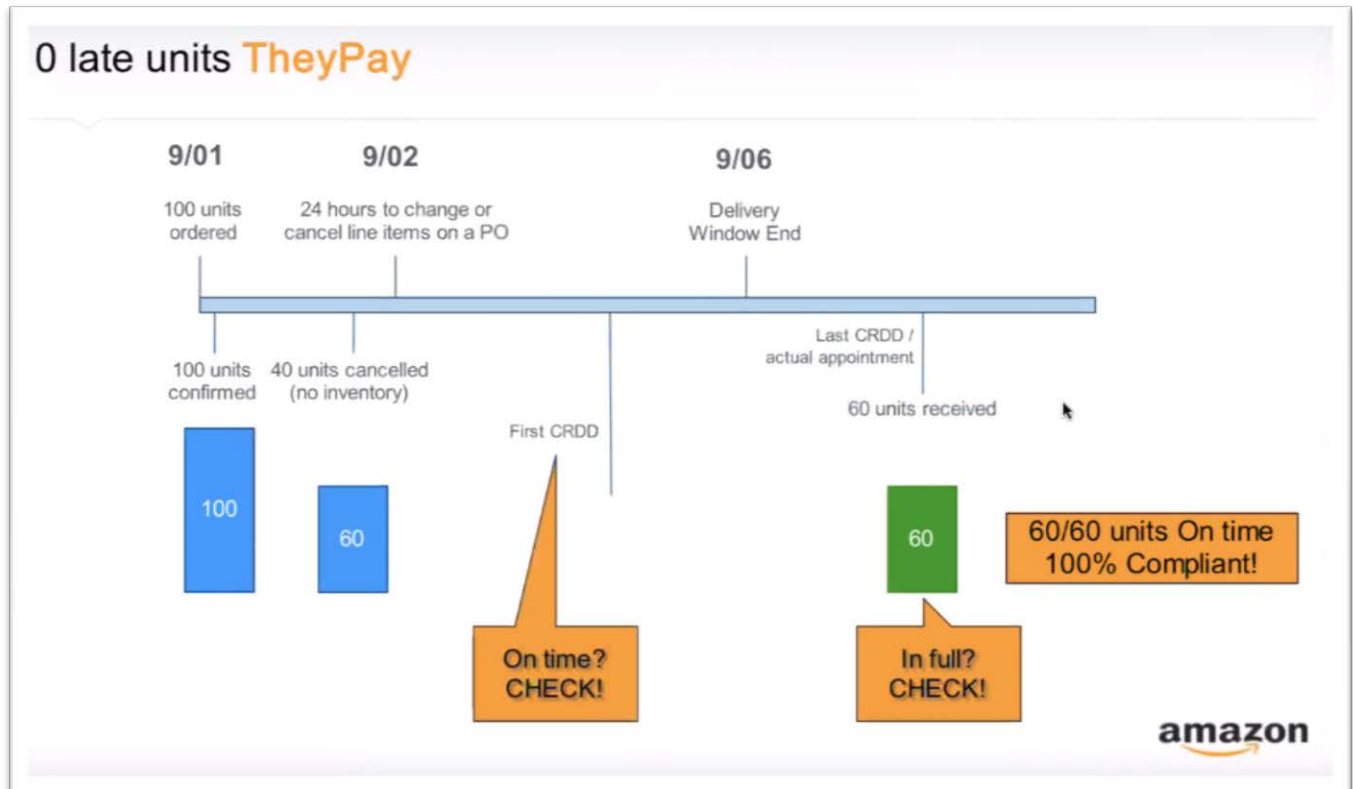 0 late units TheyPay
9/01
9/02
9/06
100 units
ordered
24 hours to change or
cancel line items on a PO
Delivery
Window End
100 units
confirmed
40 units cancelled
(no inventory)
First CRDD
Last CRDD /
actual appointment
60 units received
100
60
60
60/60 units On time
100% Compliant!
On time?
CHECK!
In full?
CHECK!
amazon